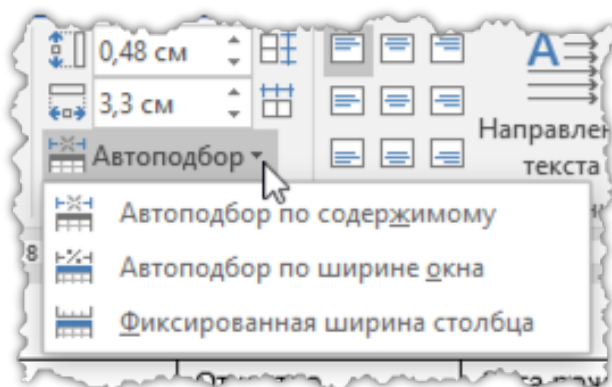 0,48 см
3,3 см
Направлен
текста
Автоподбор
Автоподбор по содержимому
Автоподбор по ширине окна
Фиксированная ширина столбца
8